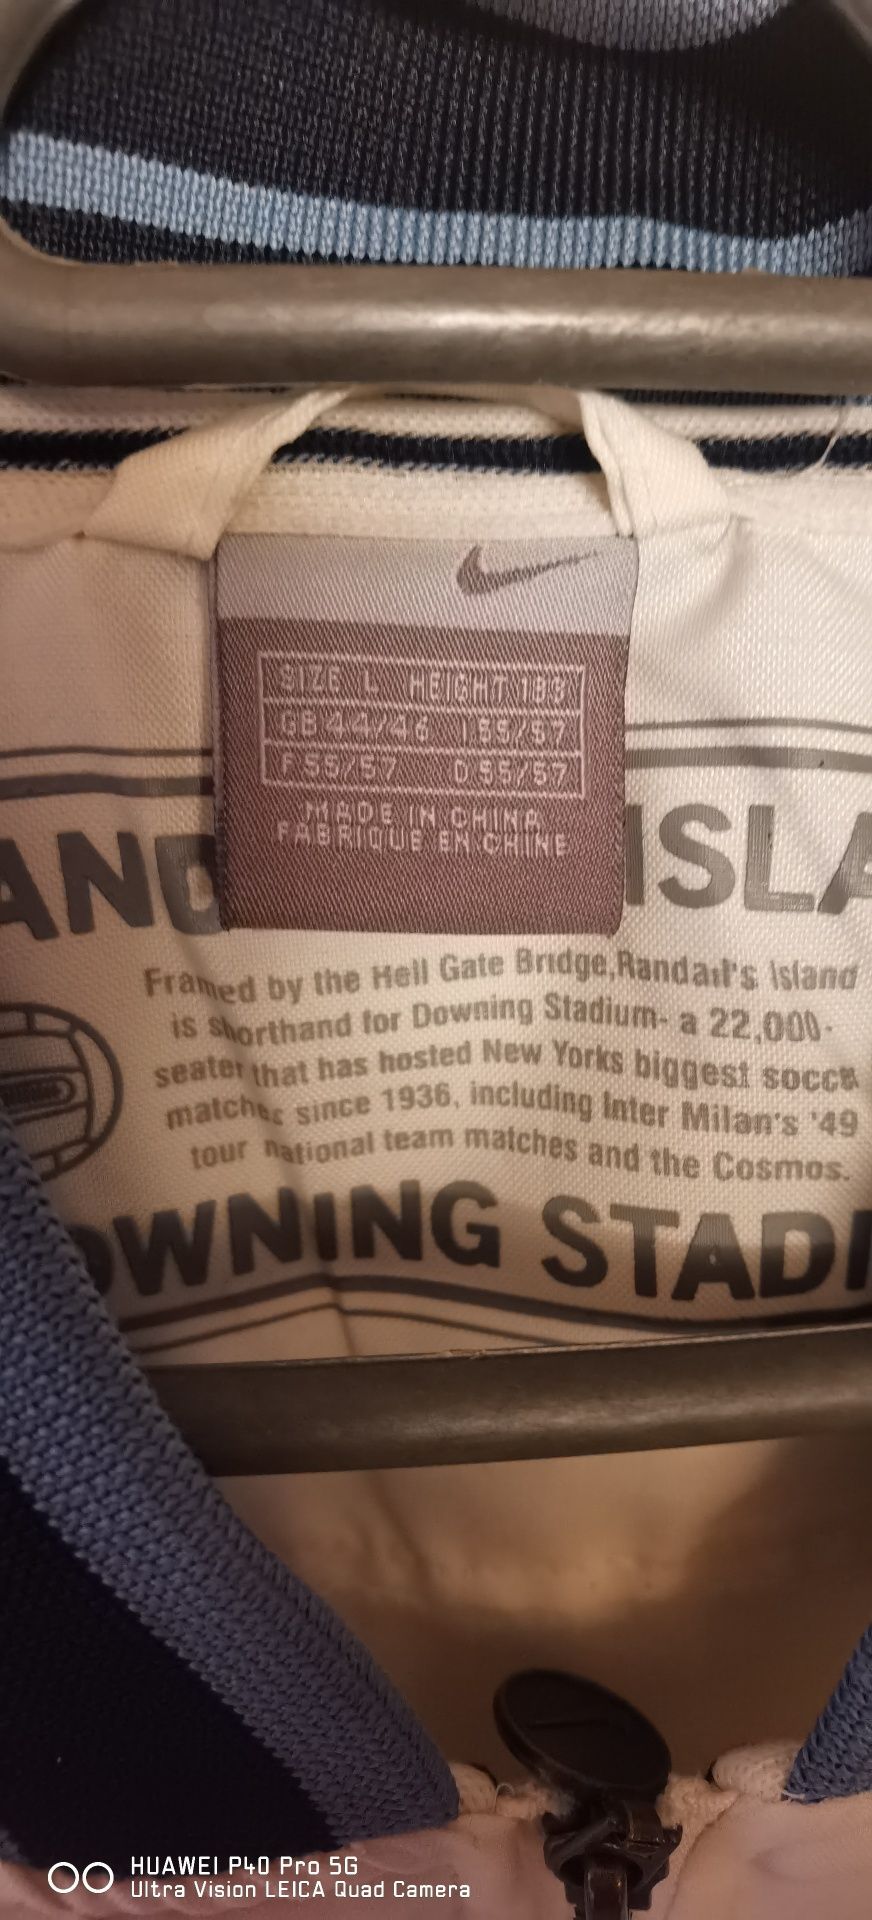 SIZE L HEIGHT 183
GB 44/46 I 55/57
F 55/57 D 55/57
MADE IN CHINA
FABRIQUE EN CHINE
AND ISLA
Framed by the Hell Gate Bridge,Randall's Island
is shorthand for Downing Stadium- a 22,000-
seater that has hosted New Yorks biggest soccer
matches since 1936, including Inter Milan's '49
tour national team matches and the Cosmos.
OWNING STADI
HUAWEI P40 Pro 5G
Ultra Vision LEICA Quad Camera